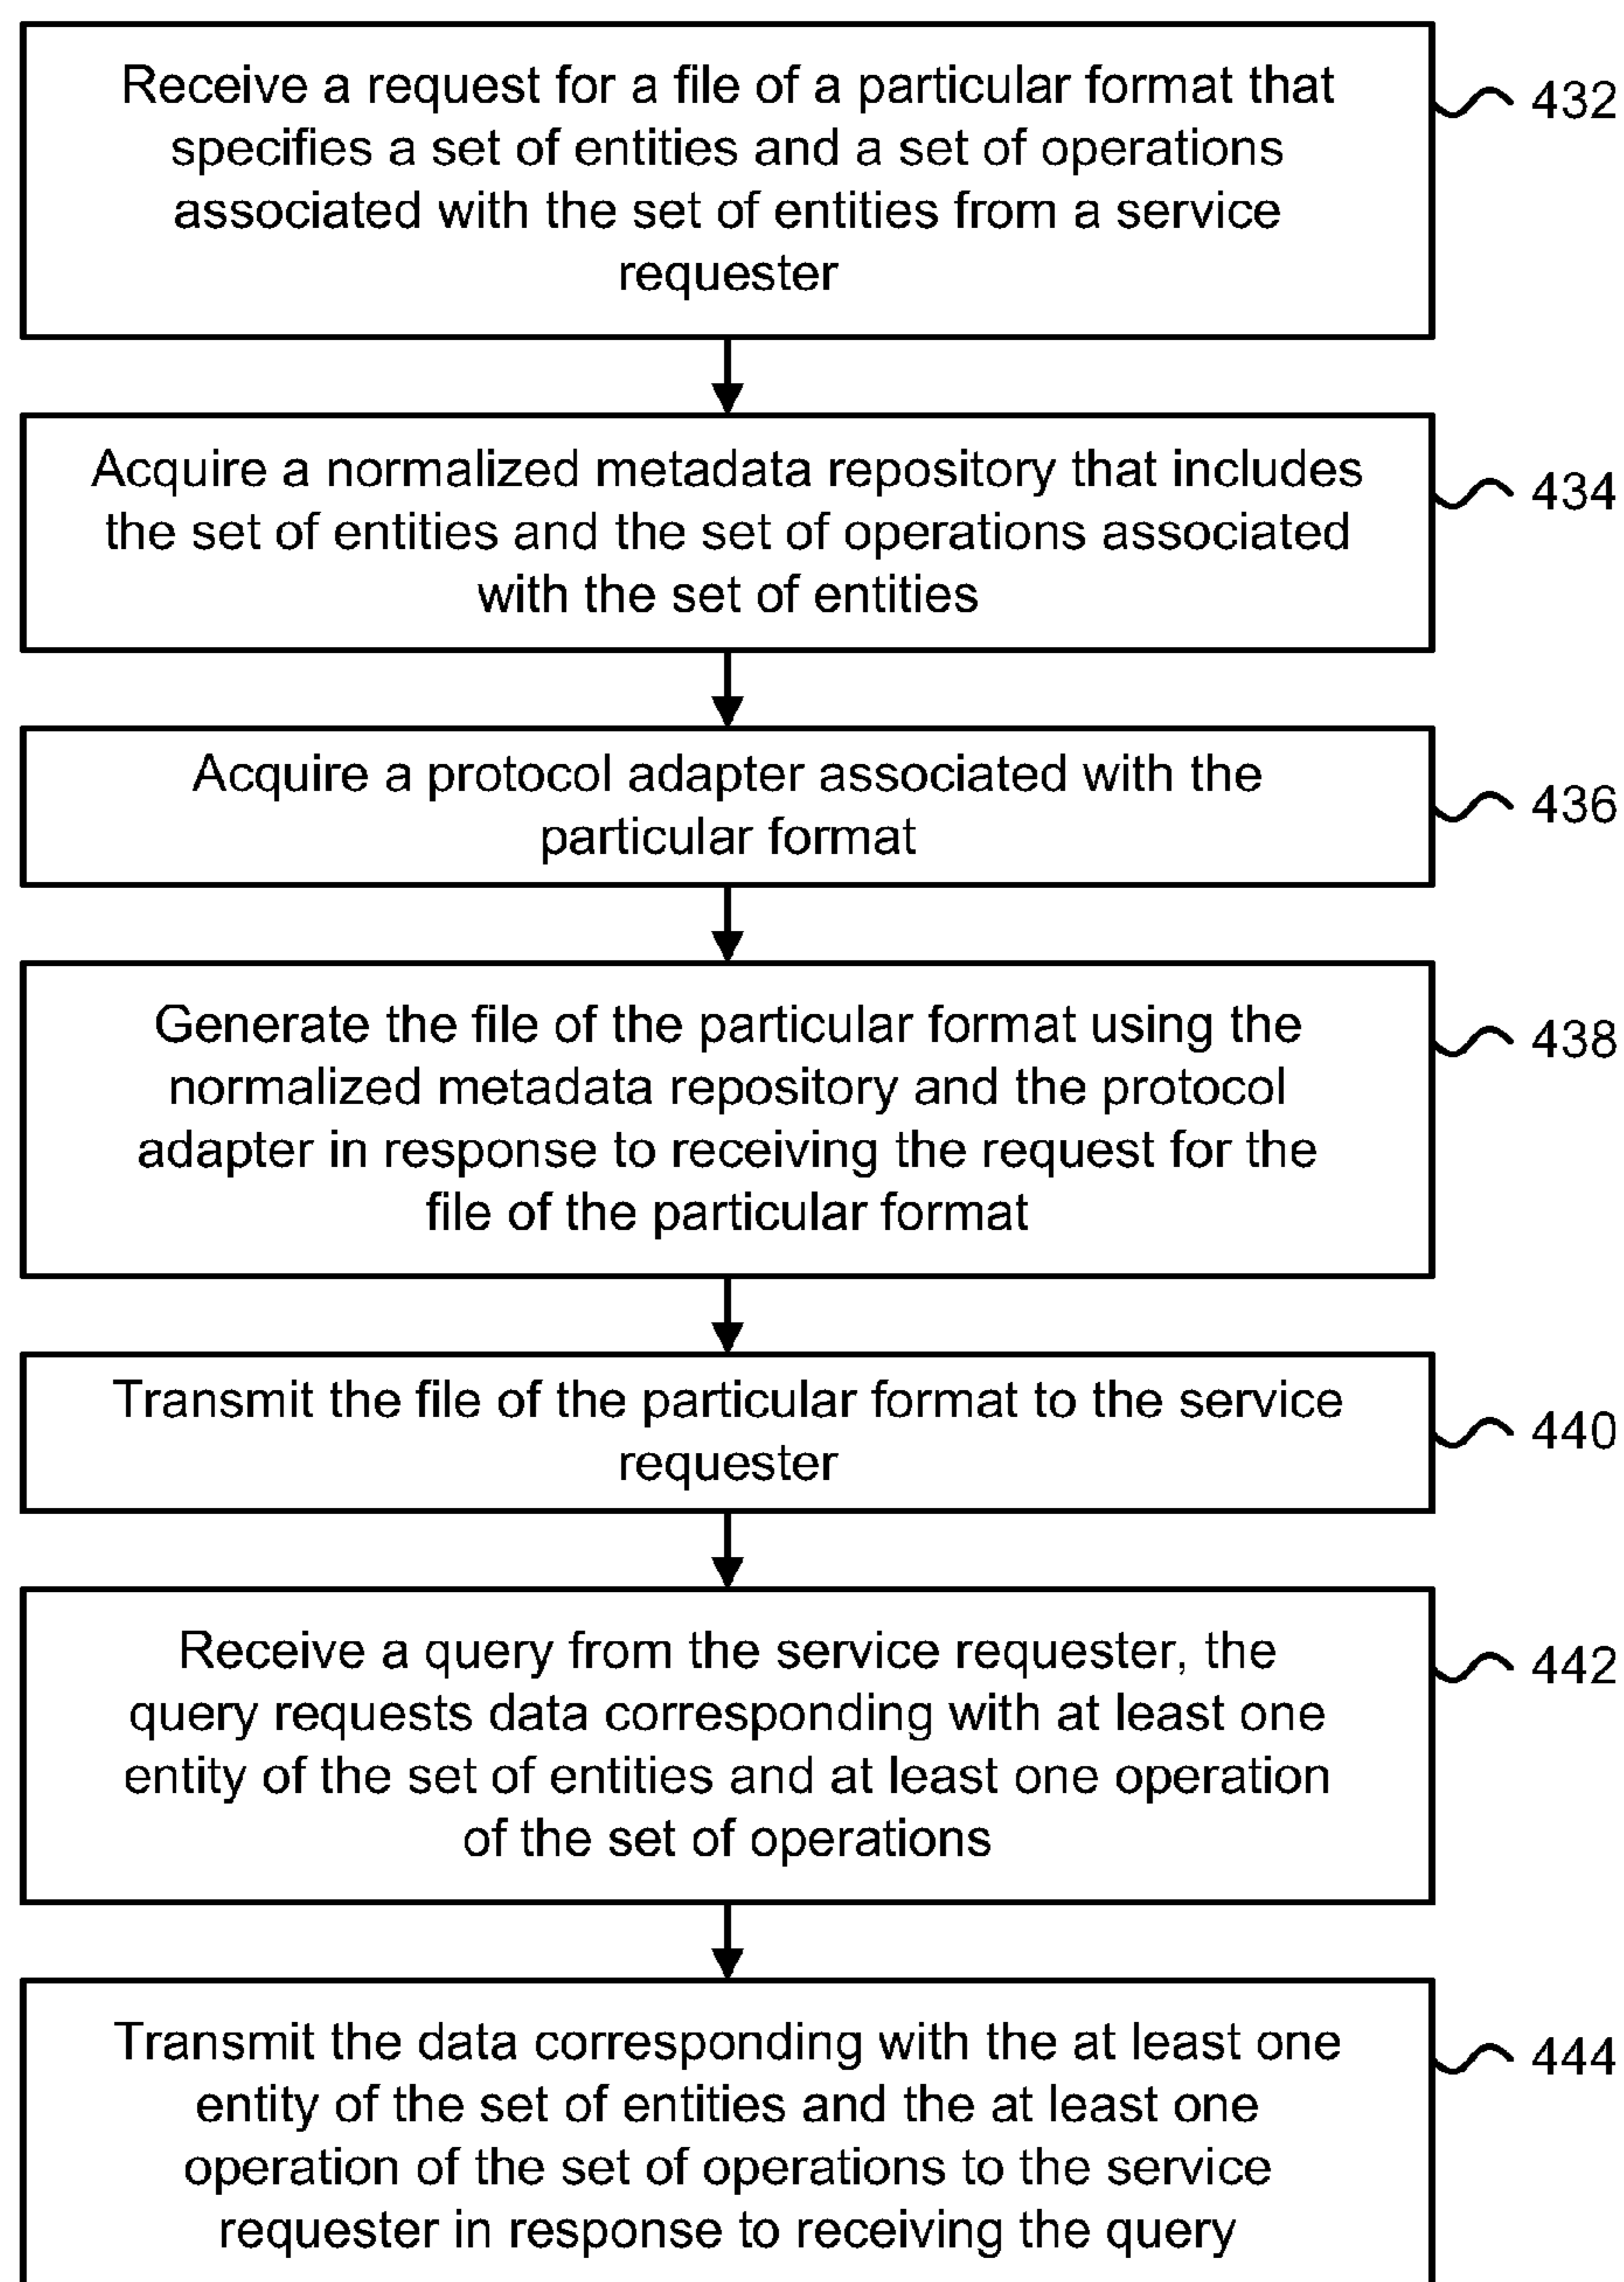 Receive a request for a file of a particular format that
specifies a set of entities and a set of operations
associated with the set of entities from a service
requester
432
Acquire a normalized metadata repository that includes
the set of entities and the set of operations associated
with the set of entities
434
Acquire a protocol adapter associated with the
particular format
436
Generate the file of the particular format using the
normalized metadata repository and the protocol
adapter in response to receiving the request for the
file of the particular format
438
Transmit the file of the particular format to the service
requester
440
Receive a query from the service requester, the
query requests data corresponding with at least one
entity of the set of entities and at least one operation
of the set of operations
442
Transmit the data corresponding with the at least one
entity of the set of entities and the at least one
operation of the set of operations to the service
requester in response to receiving the query
444